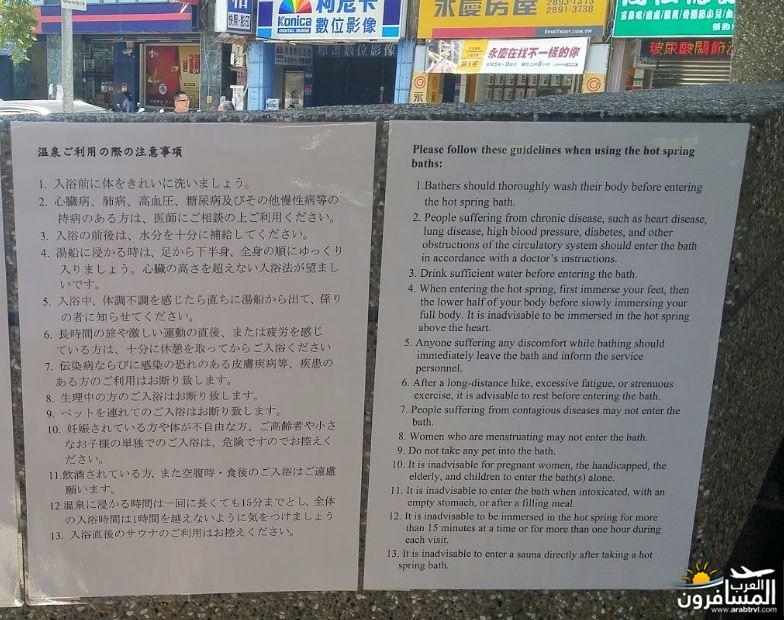 柯尼卡
Konica
DIGITAL IMAGE
數位影像
永慶房屋
2893-1313
2891-3738
EVERTRUST.COM.TW
永慶在找不一樣的你
玻尿酸關節
温泉ご利用の際の注意事項
1. 入浴前に体をきれいに洗いましょう。
2. 心臓病、肺病、高血圧、糖尿病及びその他慢性病等の
持病のある方は、医師にご相談の上ご利用ください。
3. 入浴の前後は、水分を十分に補給してください。
4. 湯船に浸かる時は、足から下半身、全身の順にゆっくり
入りましょう。心臓の高さを超えない入浴法が望まし
いです。
5. 入浴中、体調不調を感じたら直ちに湯船から出て、係り
の者に知らせてください。
6. 長時間の旅や激しい運動の直後、または疲労を感じ
ている方は、十分に休憩を取ってからご入浴ください
7. 伝染病ならびに感染の恐れのある皮膚疾病等、疾患の
ある方のご利用はお断り致します。
8. 生理中の方のご入浴はお断り致します。
9. ペットを連れてのご入浴はお断り致します。
10. 妊娠されている方や体が不自由な方、ご高齢者や小さ
なお子様の単独でのご入浴は、危険ですのでお控えく
ださい。
11.飲酒されている方、また空腹時・食後のご入浴はご遠慮
願います。
12.温泉に浸かる時間は一回に長くても15分までとし、全体
の入浴時間は1時間を越えないように気をつけましょう
13. 入浴直後のサウナのご利用はお控えください。
Please follow these guidelines when using the hot spring
baths:
1.Bathers should thoroughly wash their body before entering
the hot spring bath.
2. People suffering from chronic disease, such as heart disease,
lung disease, high blood pressure, diabetes, and other
obstructions of the circulatory system should enter the bath
in accordance with a doctor's instructions.
3. Drink sufficient water before entering the bath.
4. When entering the hot spring, first immerse your feet, then
the lower half of your body before slowly immersing your
full body. It is inadvisable to be immersed in the hot spring
above the heart.
5. Anyone suffering any discomfort while bathing should
immediately leave the bath and inform the service
personnel.
6. After a long-distance hike, excessive fatigue, or strenuous
exercise, it is advisable to rest before entering the bath.
7. People suffering from contagious diseases may not enter the
bath.
8. Women who are menstruating may not enter the bath.
9. Do not take any pet into the bath.
10. It is inadvisable for pregnant women, the handicapped, the
elderly, and children to enter the bath(s) alone.
11. It is inadvisable to enter the bath when intoxicated, with an
empty stomach, or after a filling meal.
12. It is inadvisable to be immersed in the hot spring for more
than 15 minutes at a time or for more than one hour during
each visit.
13. It is inadvisable to enter a sauna directly after taking a hot
spring bath.
العرب
المسافرون
www.arabtrvl.com